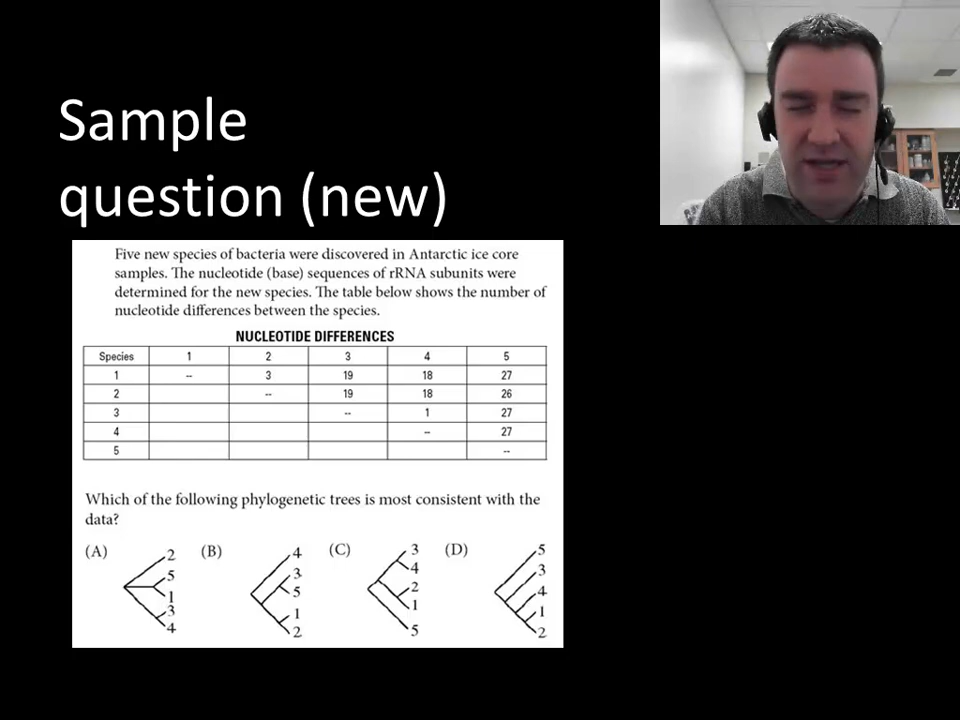 Sample
question (new)
Five new species of bacteria were discovered in Antarctic ice core
samples. The nucleotide (base) sequences of rRNA subunits were
determined for the new species. The table below shows the number of
nucleotide differences between the species.
NUCLEOTIDE DIFFERENCES
Species 1 2 3 4 5
1 -- 3 19 18 27
2 -- 19 18 26
3 -- 1 27
4 -- 27
5 --
Which of the following phylogenetic trees is most consistent with the
data?
(A) 2 5 1 3 4
(B) 4 3 5 1 2
(C) 3 4 2 1 5
(D) 5 3 4 1 2